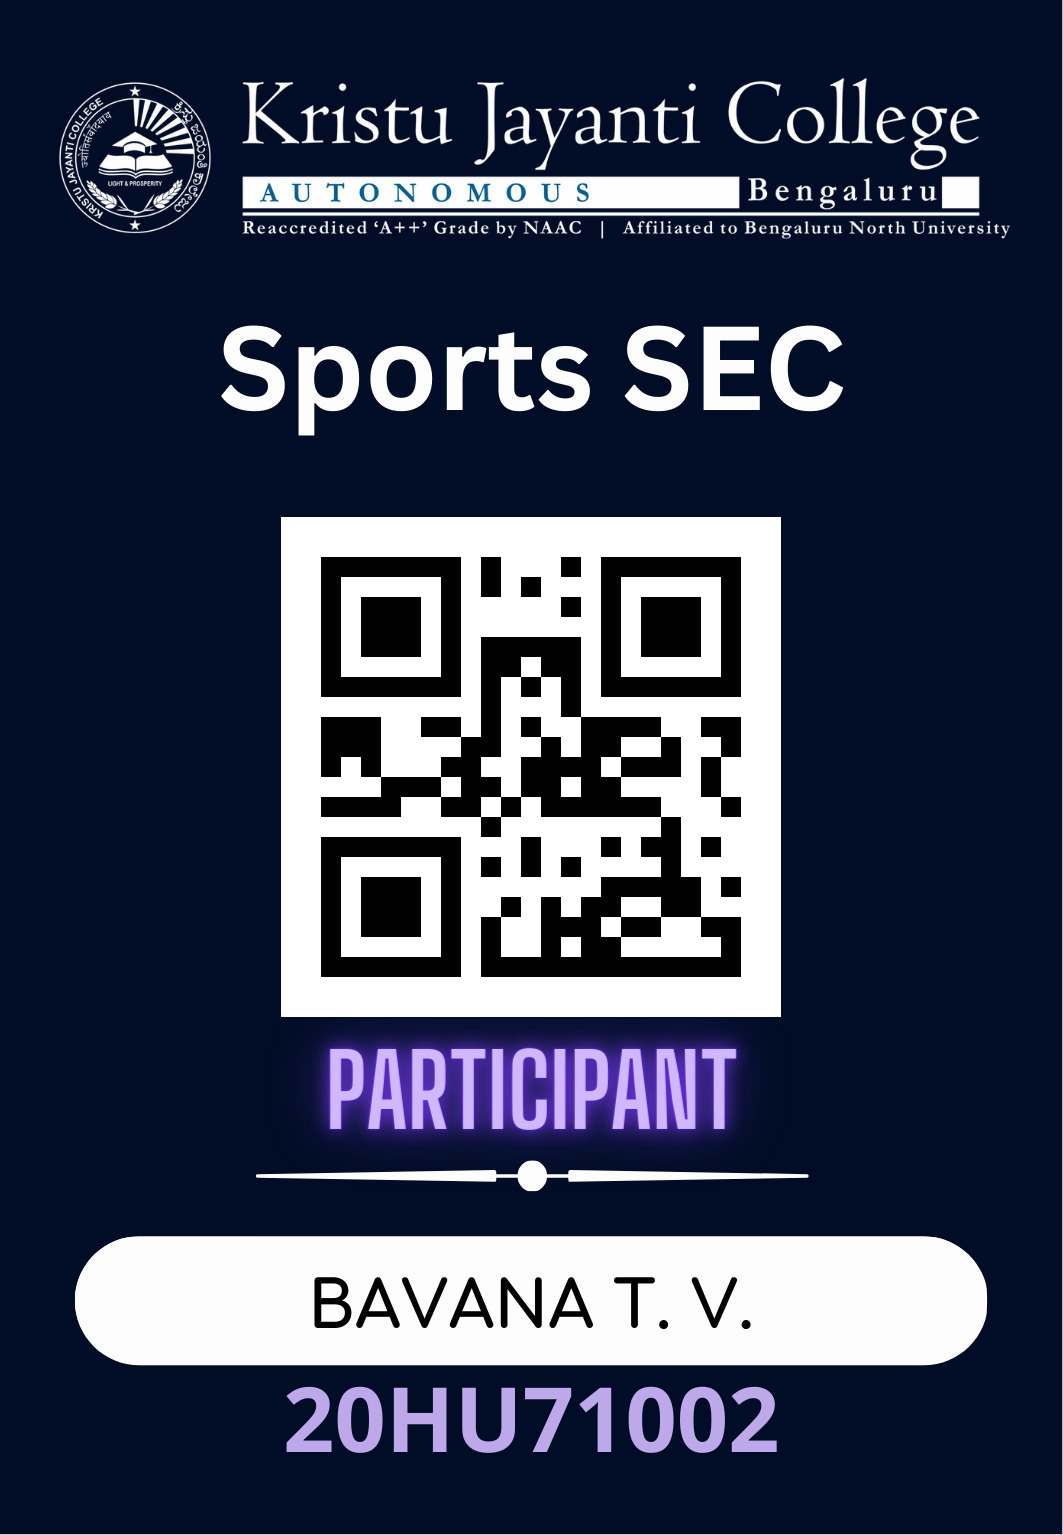 KRISTU JAYANTI COLLEGE
ಕ್ರಿಸ್ತು ಜಯಂತಿ ಕಾಲೇಜು
LIGHT & PROSPERITY
Kristu Jayanti College
AUTONOMOUS Bengaluru
Reaccredited ‘A++’ Grade by NAAC | Affiliated to Bengaluru North University
Sports SEC
PARTICIPANT
BAVANA T. V.
20HU71002